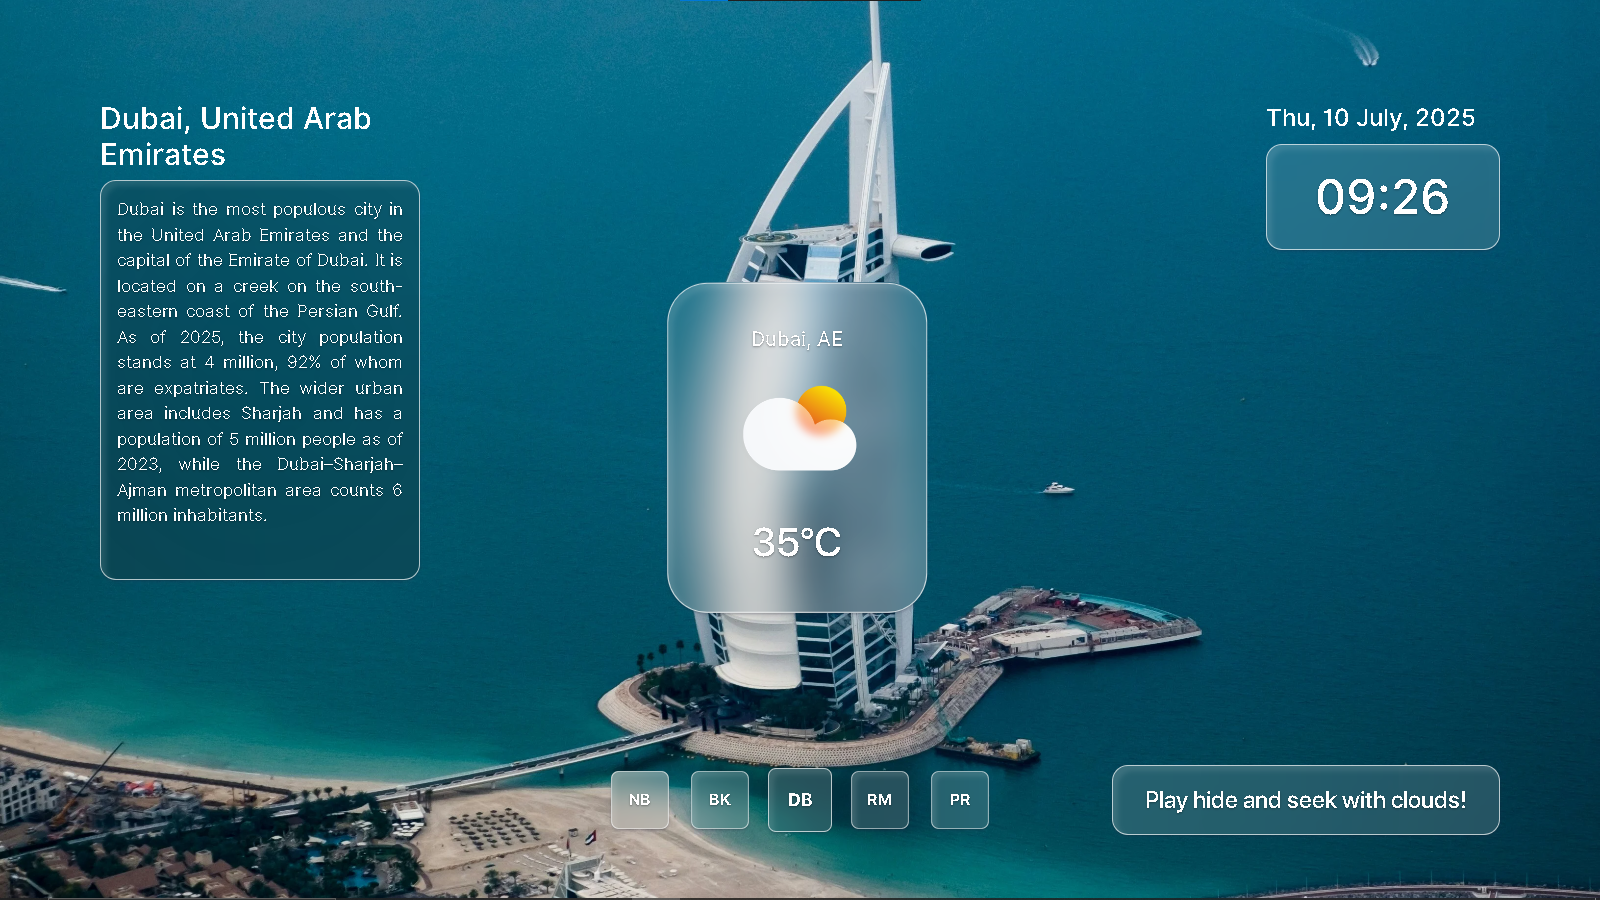 Dubai, United Arab
Emirates
Dubai is the most populous city in
the United Arab Emirates and the
capital of the Emirate of Dubai. It is
located on a creek on the south-
eastern coast of the Persian Gulf.
As of 2025, the city population
stands at 4 million, 92% of whom
are expatriates. The wider urban
area includes Sharjah and has a
population of 5 million people as of
2023, while the Dubai–Sharjah–
Ajman metropolitan area counts 6
million inhabitants.
Dubai, AE
35°C
Thu, 10 July, 2025
09:26
NB
BK
DB
RM
PR
Play hide and seek with clouds!